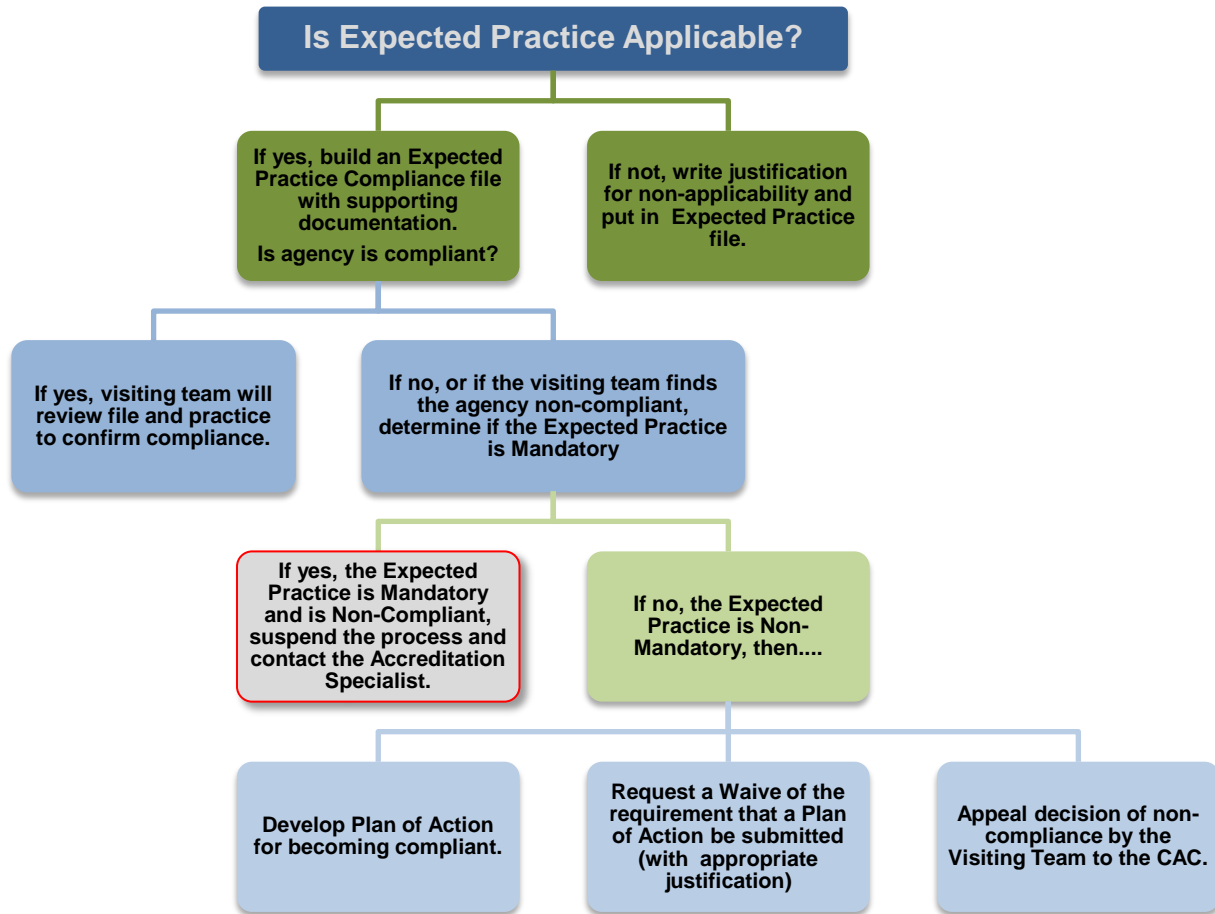 Is Expected Practice Applicable?
If yes, build an Expected
Practice Compliance file
with supporting
documentation.
Is agency is compliant?
If not, write justification
for non-applicability and
put in Expected Practice
file.
If yes, visiting team will
review file and practice
to confirm compliance.
If no, or if the visiting team finds
the agency non-compliant,
determine if the Expected Practice
is Mandatory
If yes, the Expected
Practice is Mandatory
and is Non-Compliant,
suspend the process and
contact the Accreditation
Specialist.
If no, the Expected
Practice is Non-
Mandatory, then....
Develop Plan of Action
for becoming compliant.
Request a Waive of the
requirement that a Plan
of Action be submitted
(with appropriate
justification)
Appeal decision of non-
compliance by the
Visiting Team to the CAC.